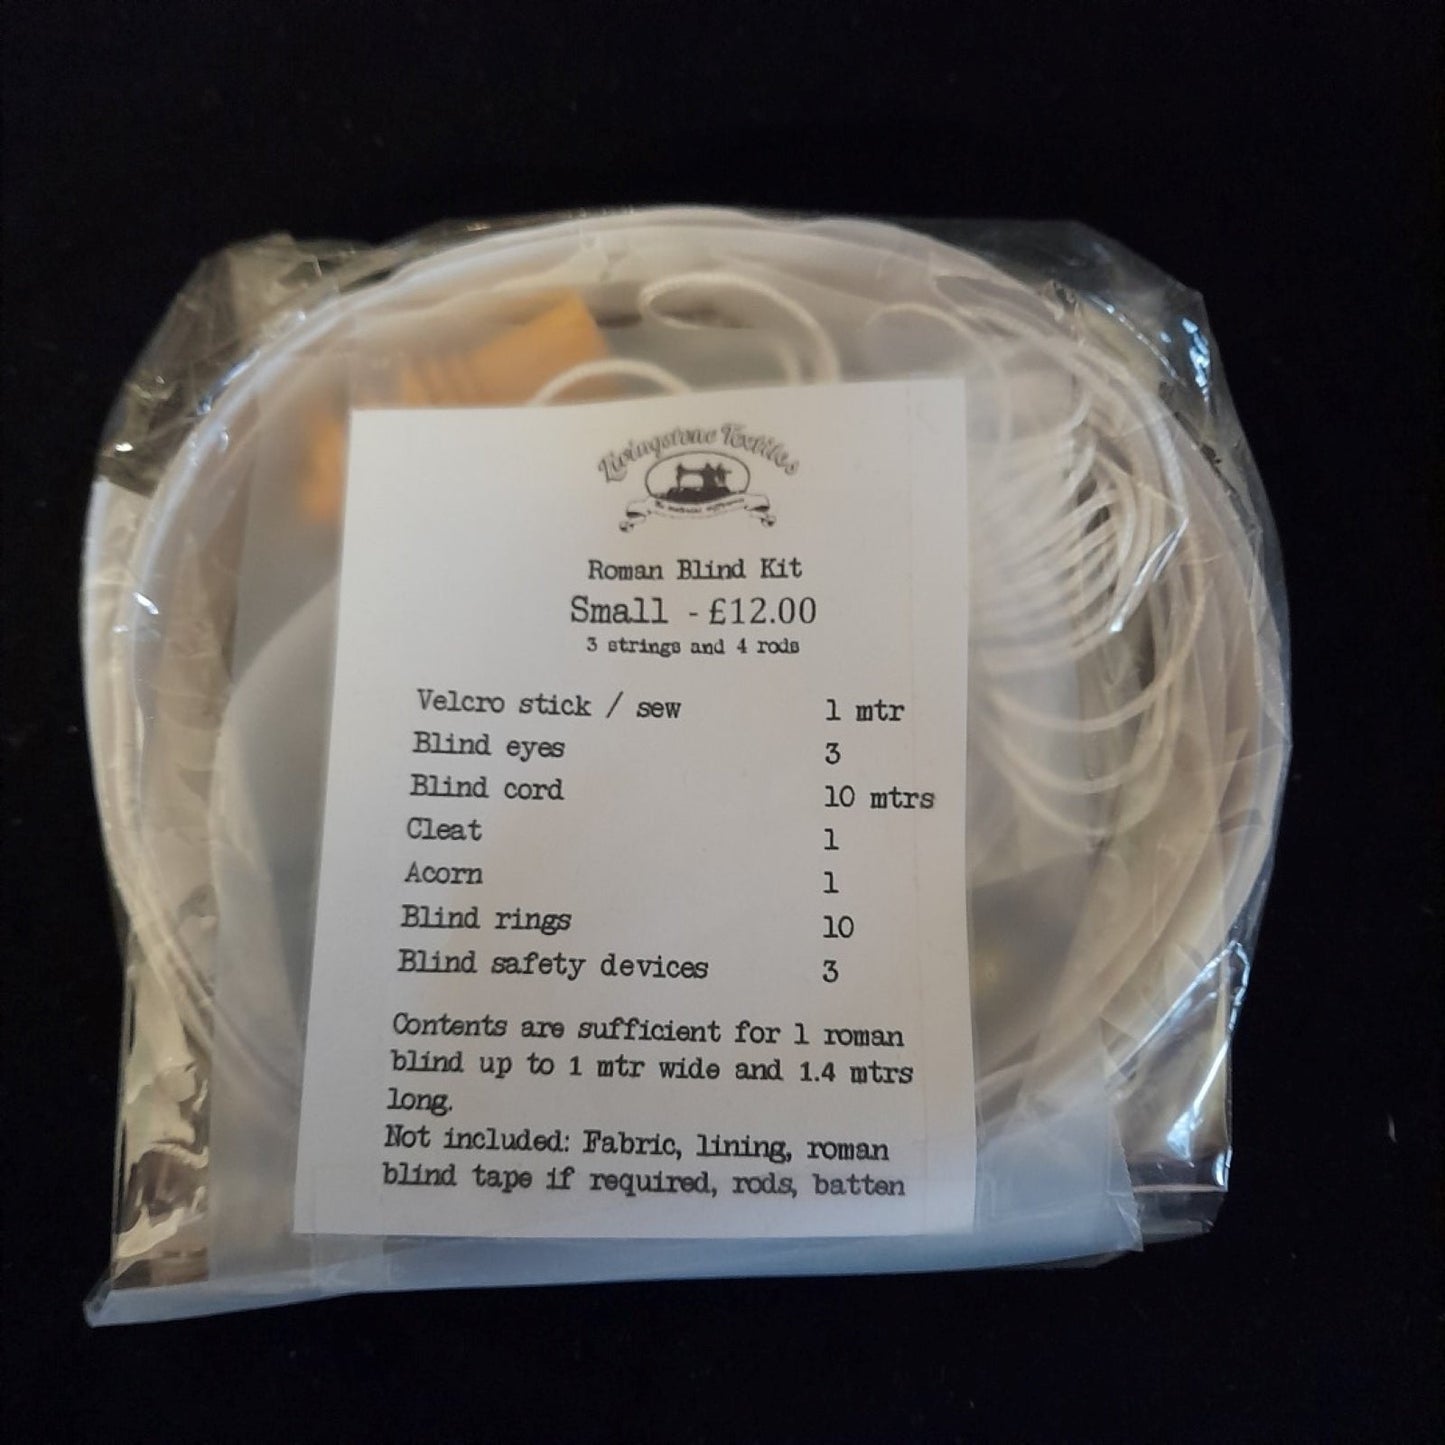 Livingstone Textiles
Roman Blind Kit
Small - £12.00
3 strings and 4 rods
Velcro stick / sew 1 mtr
Blind eyes 3
Blind cord 10 mtrs
Cleat 1
Acorn 1
Blind rings 10
Blind safety devices 3
Contents are sufficient for 1 roman
blind up to 1 mtr wide and 1.4 mtrs
long.
Not included: Fabric, lining, roman
blind tape if required, rods, batten